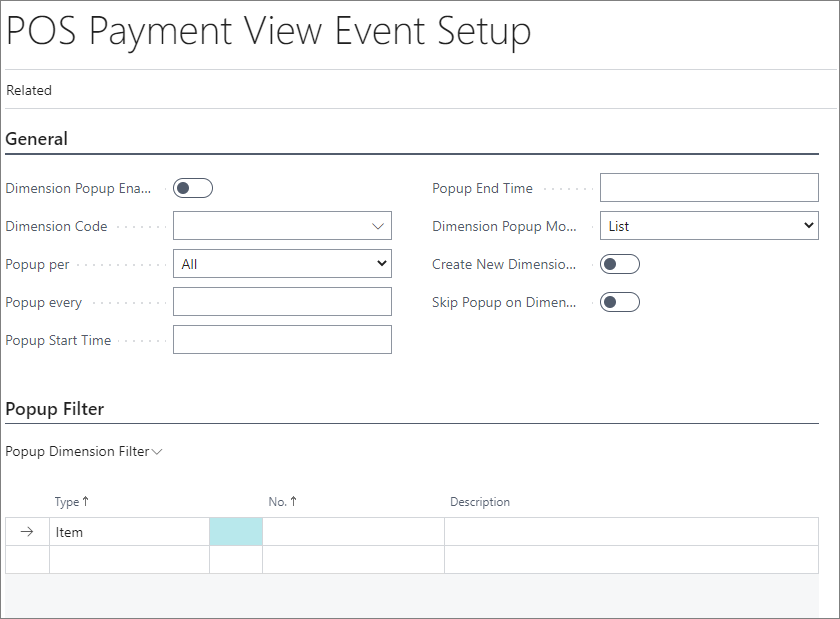 POS Payment View Event Setup
Related
General
Dimension Popup Ena...
Dimension Code
Popup per
All
Popup every
Popup Start Time
Popup End Time
Dimension Popup Mo...
List
Create New Dimensio...
Skip Popup on Dimen...
Popup Filter
Popup Dimension Filter
Type ↑ No. ↑ Description
Item